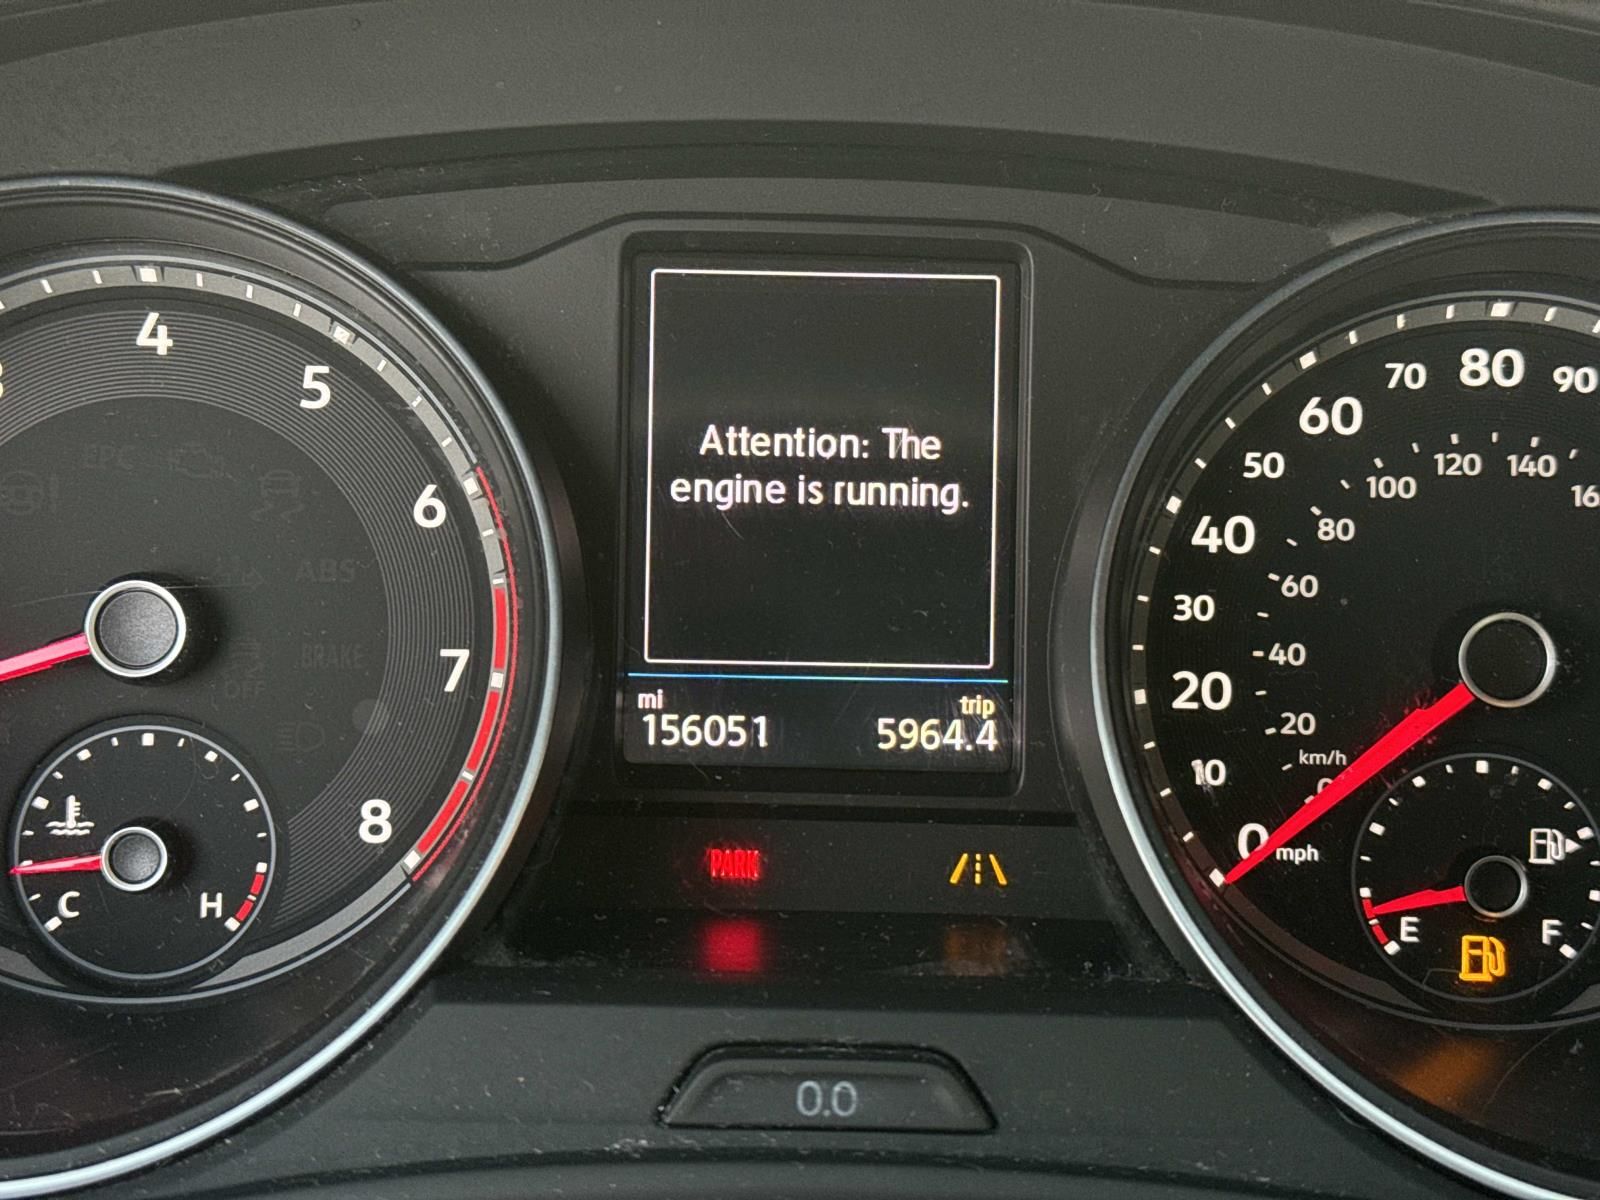 4
5
6
7
8
EPC
ABS
BRAKE
OFF
C
H
Attention: The
engine is running.
mi
trip
156051
5964.4
PARK
0.0
70
80
90
60
50
40
30
20
10
0
mph
120
140
100
80
60
40
20
km/h
E
F